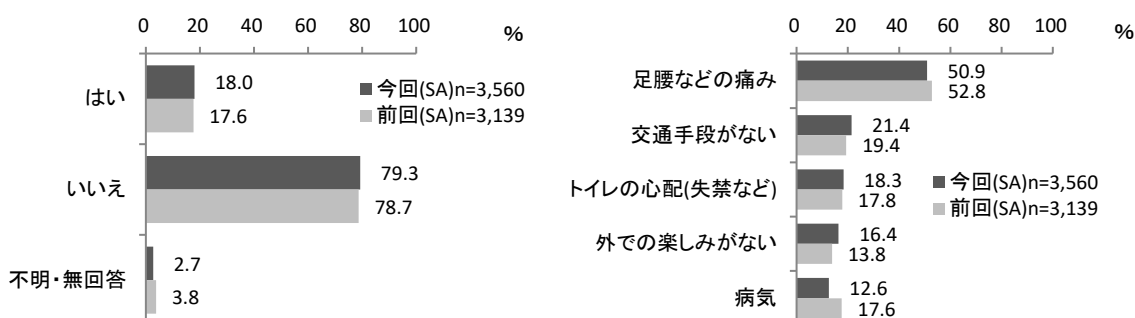 0 20 40 60 80 100
%
はい
18.0
17.6
■今回(SA)n=3,560
■前回(SA)n=3,139
いいえ
79.3
78.7
不明・無回答
2.7
3.8
0 20 40 60 80 100
%
足腰などの痛み
50.9
52.8
交通手段がない
21.4
19.4
トイレの心配(失禁など)
18.3
17.8
■今回(SA)n=3,560
■前回(SA)n=3,139
外での楽しみがない
16.4
13.8
病気
12.6
17.6